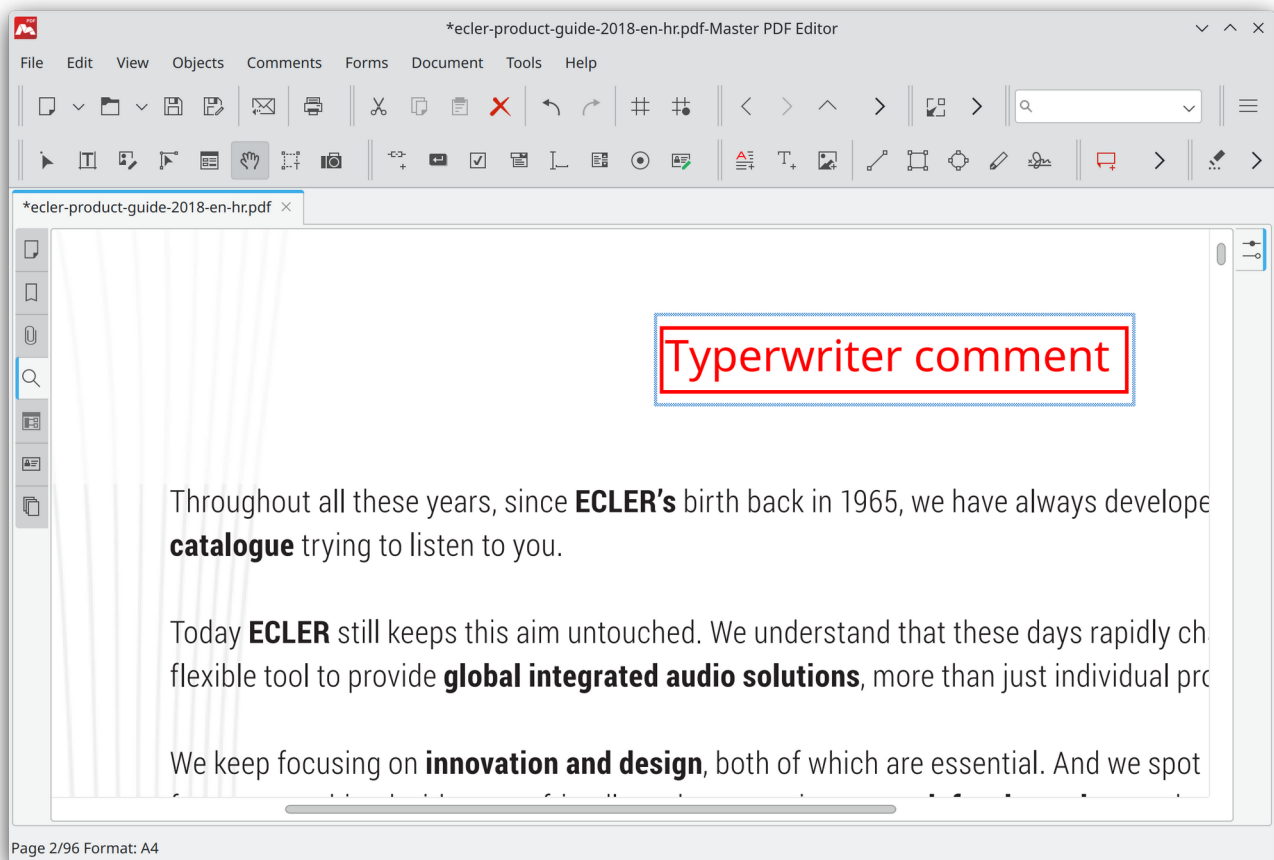 *ecler-product-guide-2018-en-hr.pdf-Master PDF Editor
File Edit View Objects Comments Forms Document Tools Help
*ecler-product-guide-2018-en-hr.pdf
Typerwriter comment
Throughout all these years, since ECLER’s birth back in 1965, we have always develope
catalogue trying to listen to you.
Today ECLER still keeps this aim untouched. We understand that these days rapidly ch
flexible tool to provide global integrated audio solutions, more than just individual pro
We keep focusing on innovation and design, both of which are essential. And we spot
Page 2/96 Format: A4